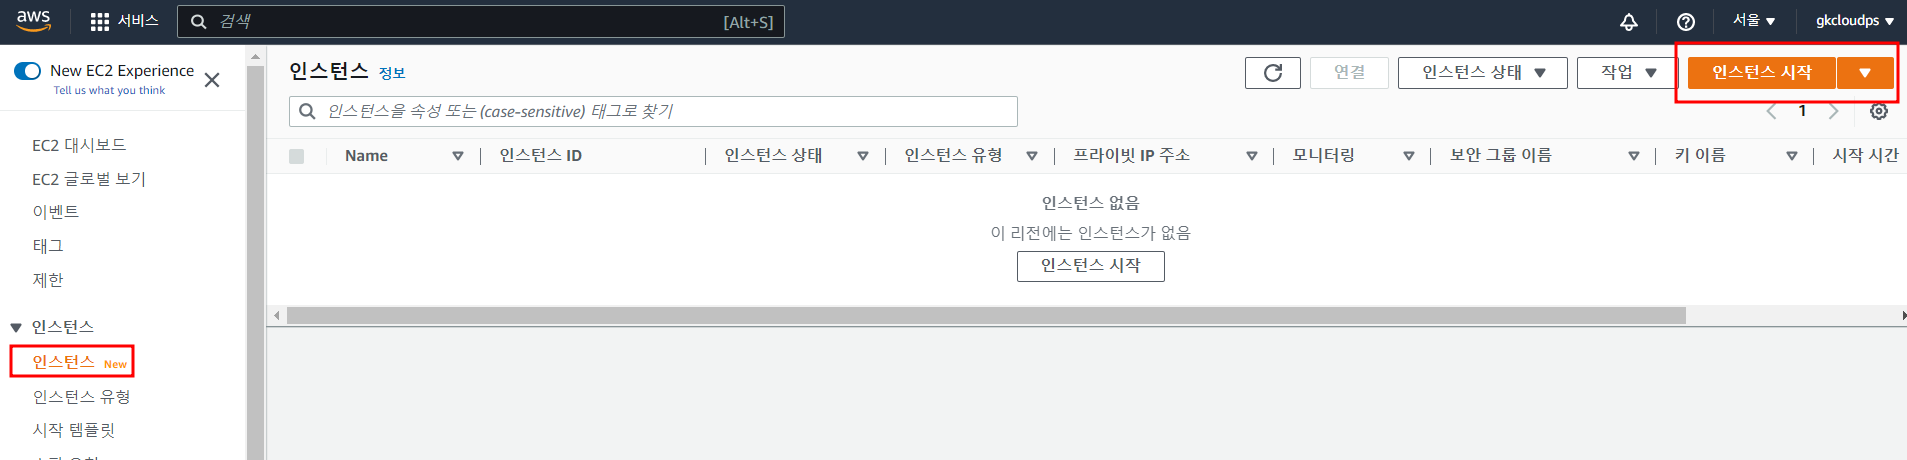 aws 서비스 검색 [Alt+S] 서울 gkcloudps
New EC2 Experience
Tell us what you think
EC2 대시보드
EC2 글로벌 보기
이벤트
태그
제한
인스턴스
인스턴스 New
인스턴스 유형
시작 템플릿
인스턴스 정보 연결 인스턴스 상태 작업 인스턴스 시작
인스턴스을 속성 또는 (case-sensitive) 태그로 찾기 1
Name 인스턴스 ID 인스턴스 상태 인스턴스 유형 프라이빗 IP 주소 모니터링 보안 그룹 이름 키 이름 시작 시간
인스턴스 없음
이 리전에는 인스턴스가 없음
인스턴스 시작